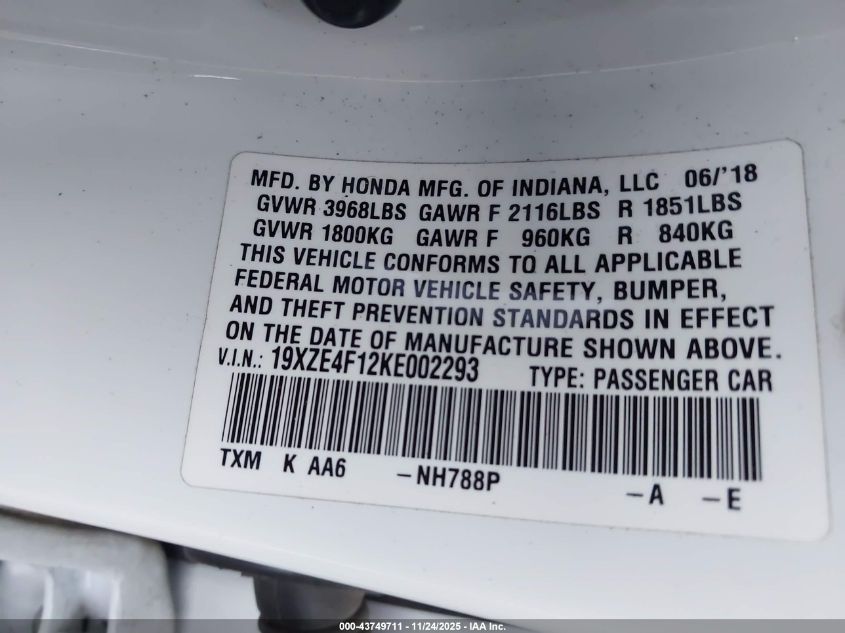 MFD. BY HONDA MFG. OF INDIANA, LLC 06/'18
GVWR 3968LBS GAWR F 2116LBS R 1851LBS
GVWR 1800KG GAWR F 960KG R 840KG
THIS VEHICLE CONFORMS TO ALL APPLICABLE
FEDERAL MOTOR VEHICLE SAFETY, BUMPER,
AND THEFT PREVENTION STANDARDS IN EFFECT
ON THE DATE OF MANUFACTURE SHOWN ABOVE.
V.I.N.: 19XZE4F12KE002293 TYPE: PASSENGER CAR
TXM K AA6 -NH788P -A -E
000-43749711 - 11/24/2025 - IAA Inc.